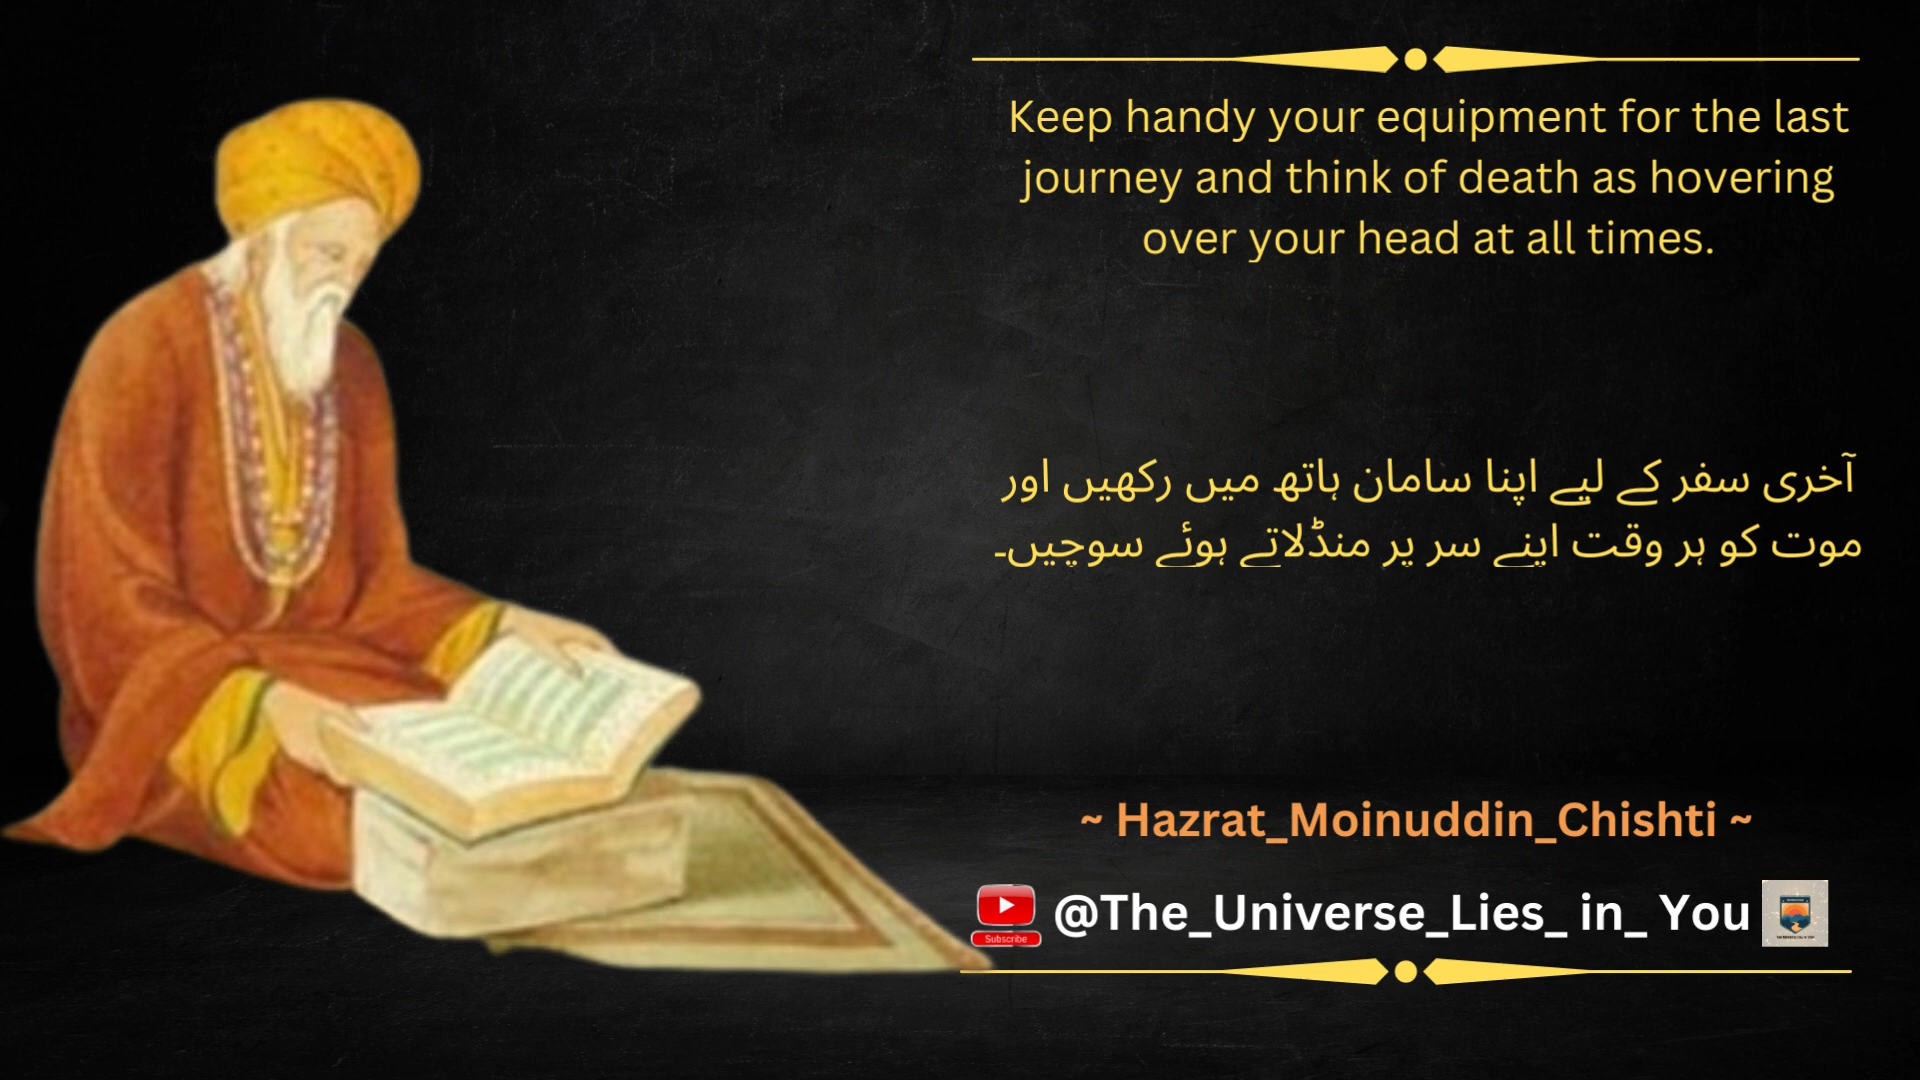 Keep handy your equipment for the last
journey and think of death as hovering
over your head at all times.
آخری سفر کے لیے اپنا سامان ہاتھ میں رکھیں اور
موت کو ہر وقت اپنے سر پر منڈلاتے ہوئے سوچیں۔
~ Hazrat_Moinuddin_Chishti ~
Subscribe
@The_Universe_Lies_ in_ You